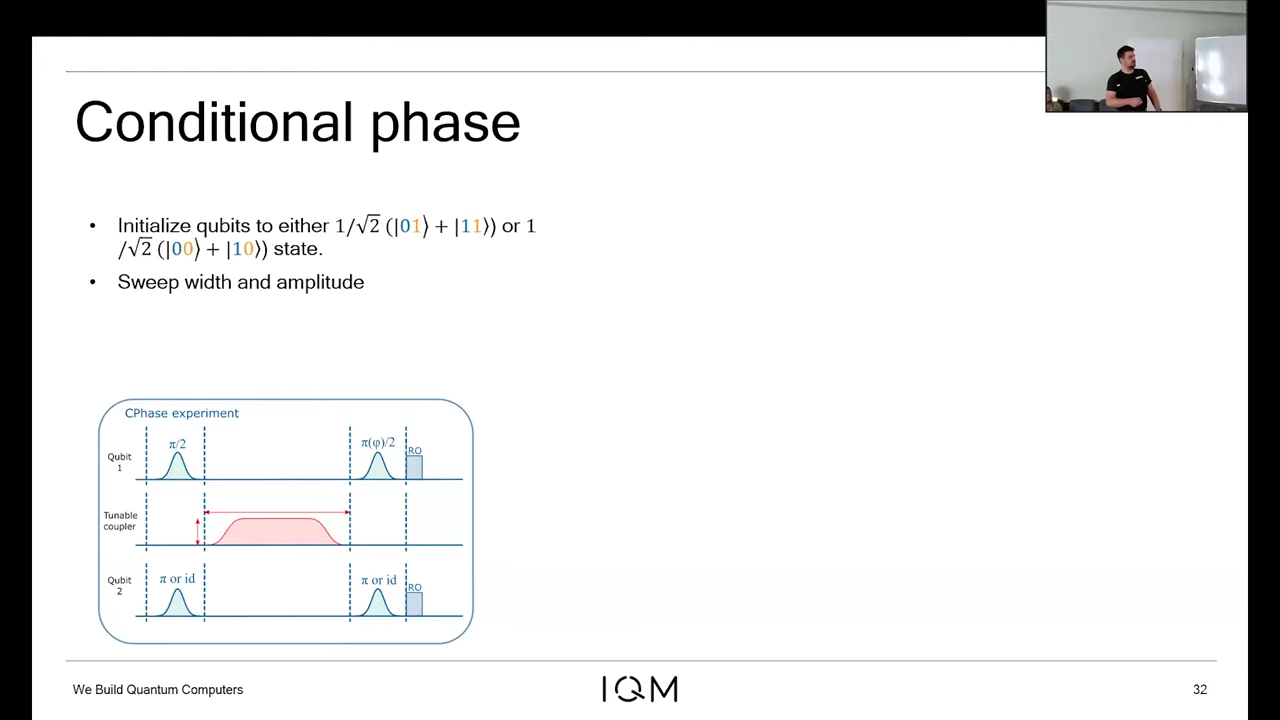 Conditional phase
• Initialize qubits to either 1/√2 (|01⟩ + |11⟩) or 1
/√2 (|00⟩ + |10⟩) state.
• Sweep width and amplitude
CPhase experiment
π/2
π(φ)/2
RO
Qubit
1
Tunable
coupler
π or id
π or id
RO
Qubit
2
We Build Quantum Computers
IQM
32